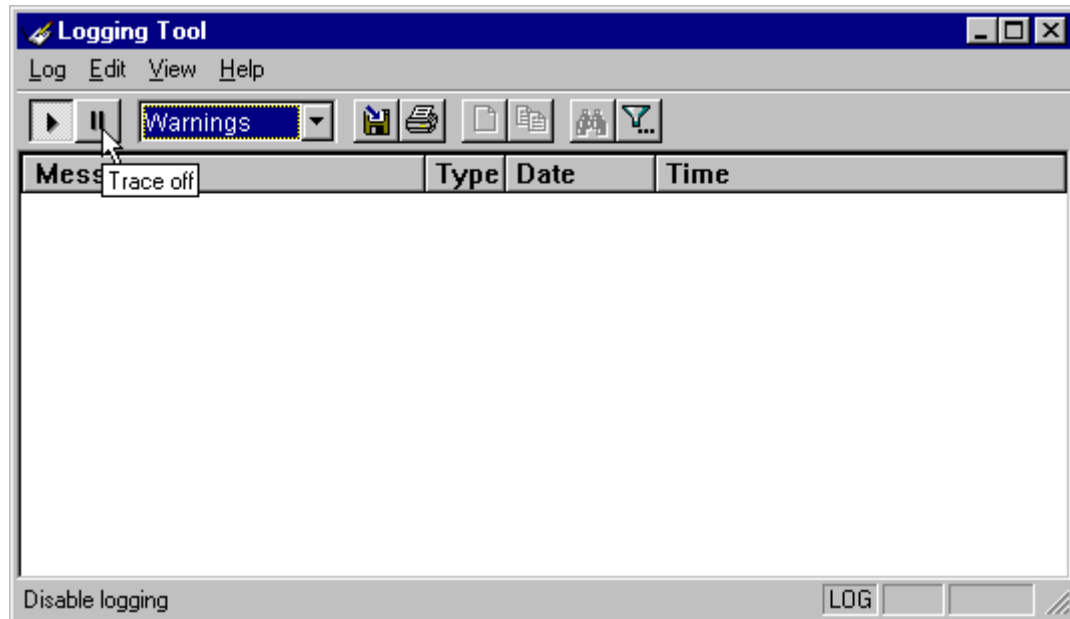 Logging Tool
Log Edit View Help
Warnings
Mess Type Date Time
Trace off
Disable logging LOG